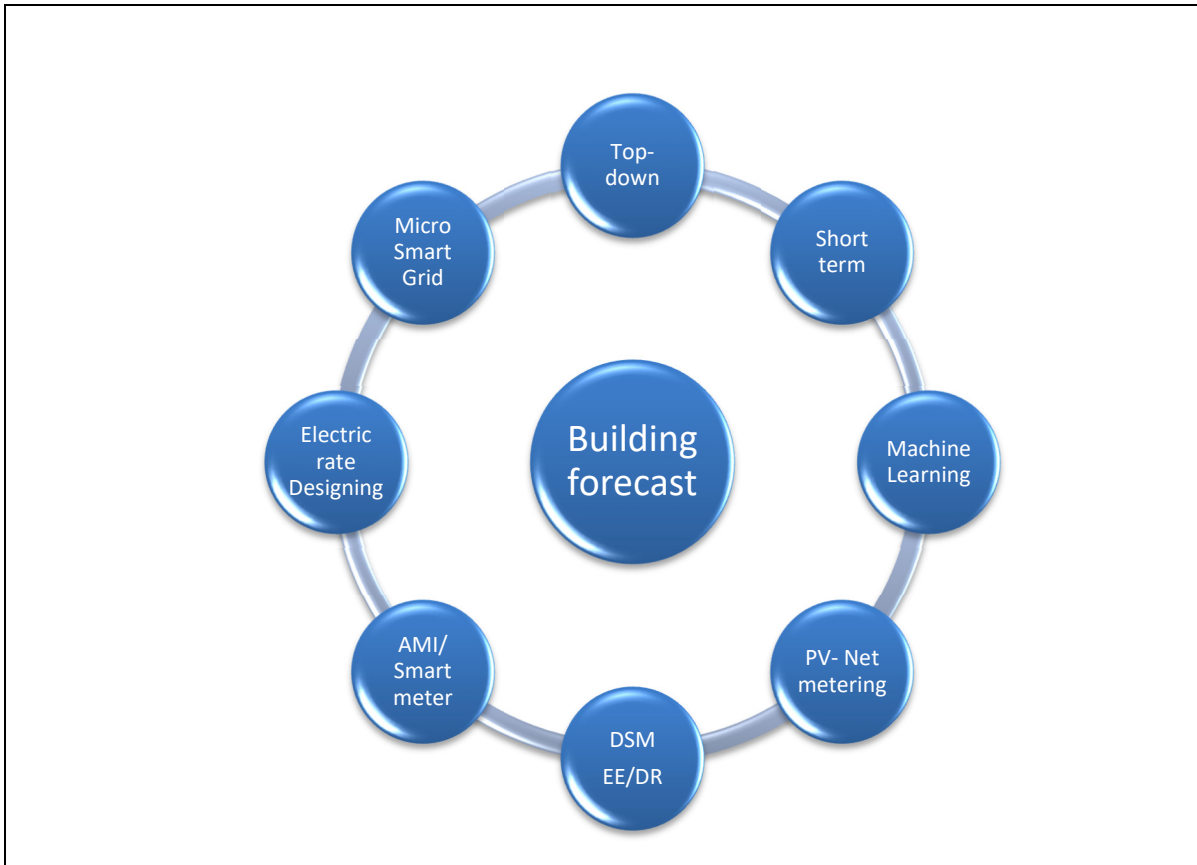 Top-
down
Short
term
Machine
Learning
PV- Net
metering
DSM
EE/DR
AMI/
Smart
meter
Electric
rate
Designing
Micro
Smart
Grid
Building
forecast